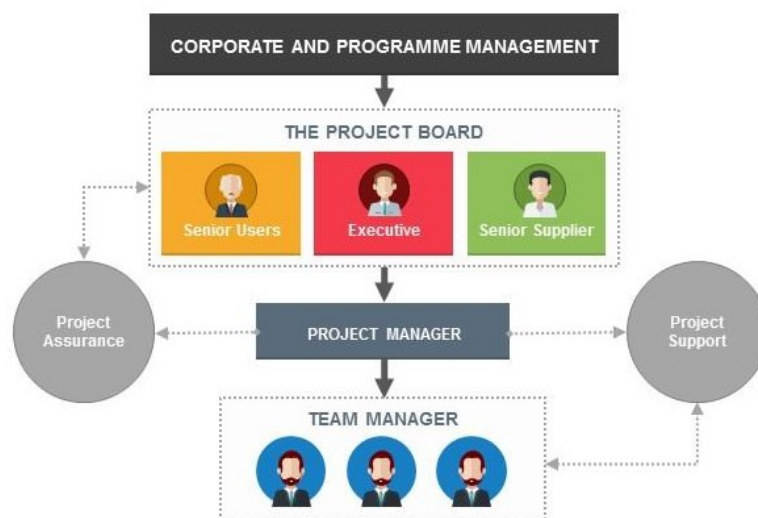 CORPORATE AND PROGRAMME MANAGEMENT
THE PROJECT BOARD
Senior Users
Executive
Senior Supplier
Project
Assurance
PROJECT MANAGER
Project
Support
TEAM MANAGER